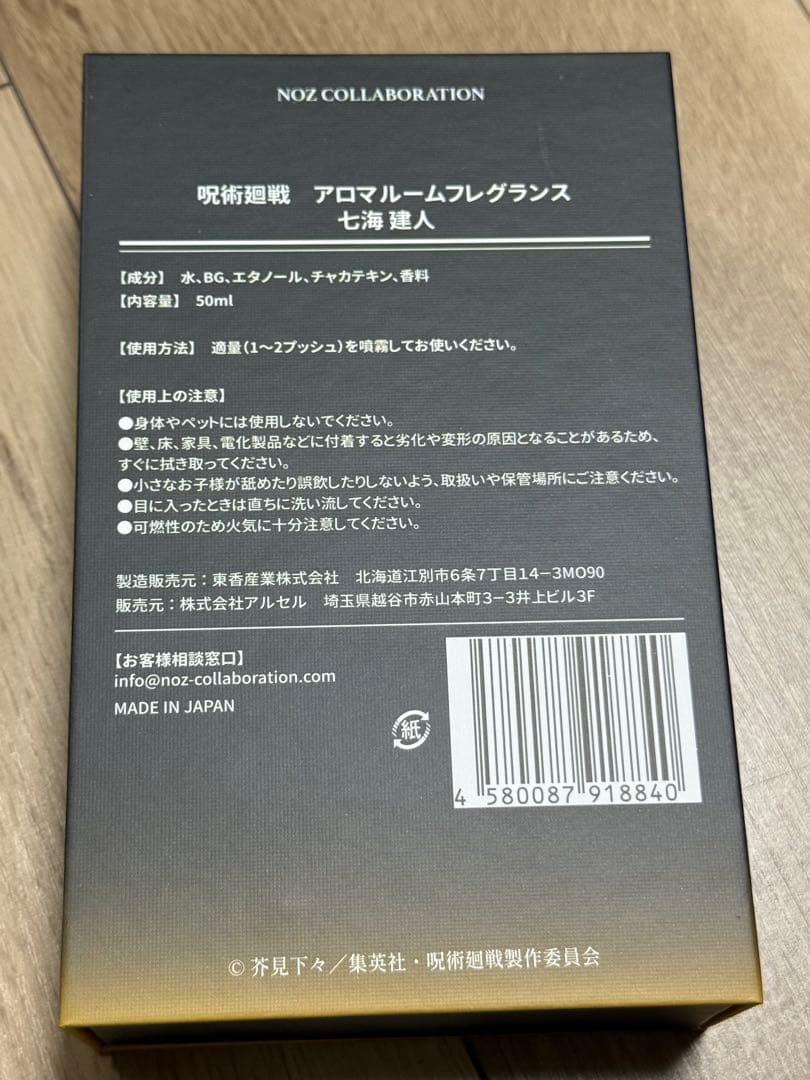 NOZ COLLABORATION
呪術廻戦　アロマルームフレグランス
七海 建人
【成分】 水、BG、エタノール、チャカテキン、香料
【内容量】 50ml
【使用方法】 適量（1～2プッシュ）を噴霧してお使いください。
【使用上の注意】
●身体やペットには使用しないでください。
●壁、床、家具、電化製品などに付着すると劣化や変形の原因となることがあるため、
すぐに拭き取ってください。
●小さなお子様が舐めたり誤飲したりしないよう、取扱いや保管場所にご注意ください。
●目に入ったときは直ちに洗い流してください。
●可燃性のため火気に十分注意してください。
製造販売元：東香産業株式会社　北海道江別市6条7丁目14－3MO90
販売元：株式会社アルセル　埼玉県越谷市赤山本町3－3井上ビル3F
【お客様相談窓口】
info@noz-collaboration.com
MADE IN JAPAN
紙
4 580087 918840
© 芥見下々／集英社・呪術廻戦製作委員会